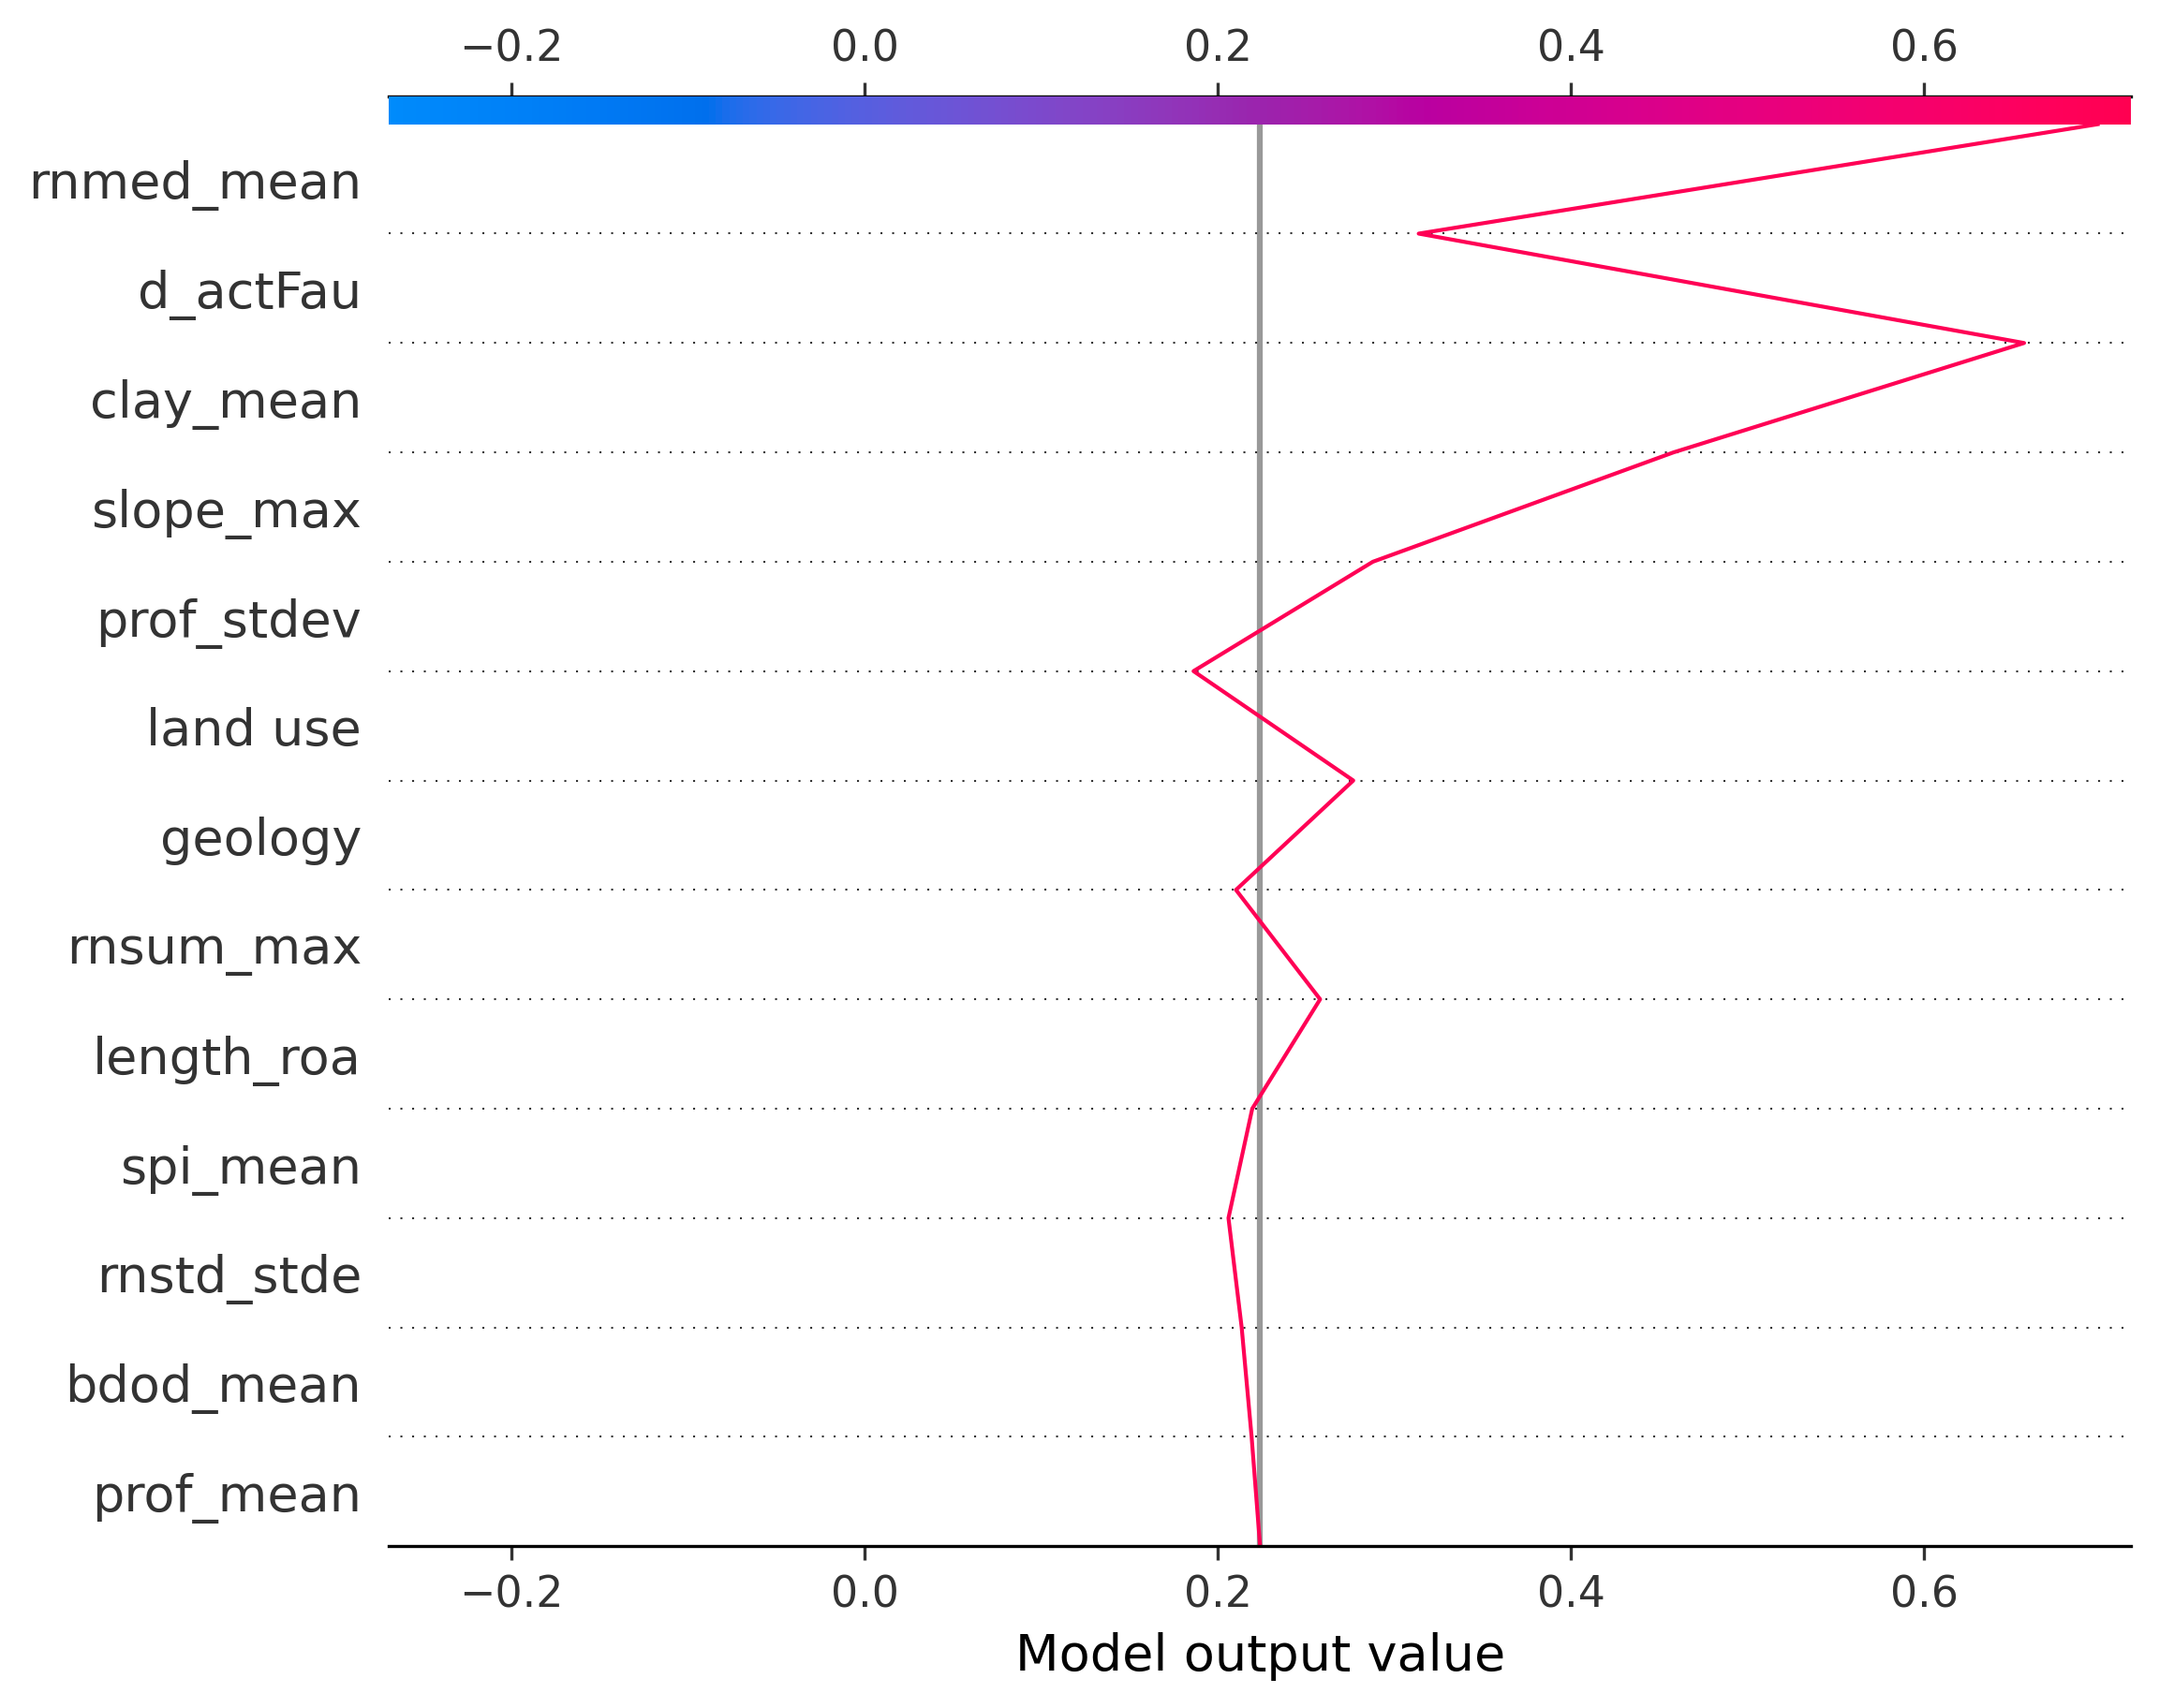 −0.2 0.0 0.2 0.4 0.6
rnmed_mean
d_actFau
clay_mean
slope_max
prof_stdev
land use
geology
rnsum_max
length_roa
spi_mean
rnstd_stde
bdod_mean
prof_mean
−0.2 0.0 0.2 0.4 0.6
Model output value